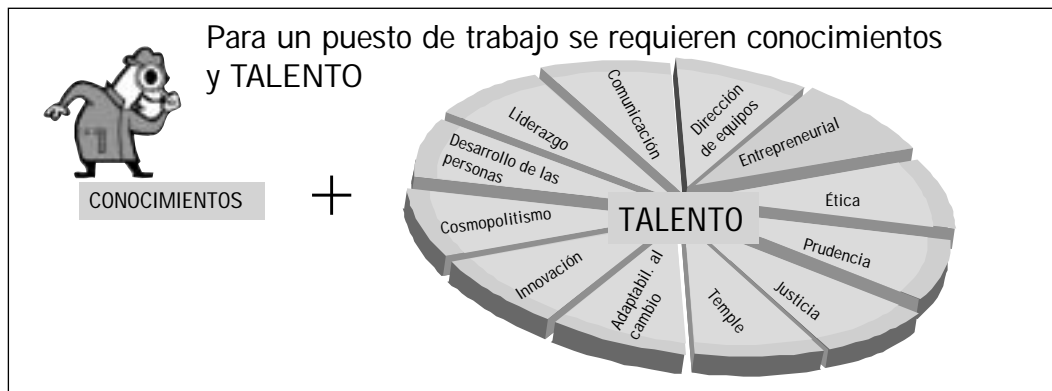 Para un puesto de trabajo se requieren conocimientos
y TALENTO
CONOCIMIENTOS
+
TALENTO
Comunicación
Dirección
de equipos
Entrepreneurial
Ética
Prudencia
Justicia
Temple
Adaptabil. al
cambio
Innovación
Cosmopolitismo
Desarrollo de las
personas
Liderazgo